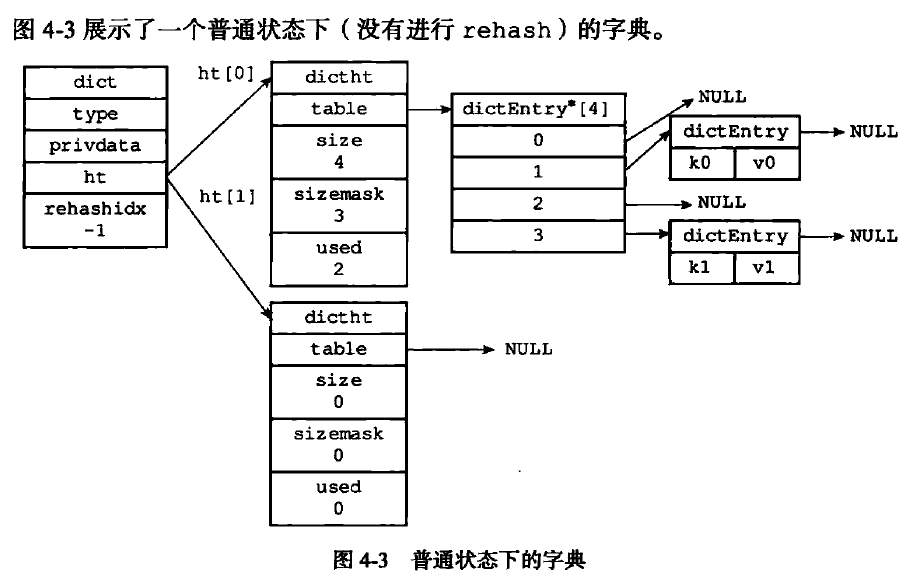 图 4-3 展示了一个普通状态下（没有进行 rehash）的字典。
dict
type
privdata
ht
rehashidx
-1
ht[0]
ht[1]
dictht
table
size
4
sizemask
3
used
2
dictEntry*[4]
0
1
2
3
NULL
dictEntry
k0 v0
NULL
NULL
dictEntry
k1 v1
NULL
dictht
table
size
0
sizemask
0
used
0
NULL
图 4-3 普通状态下的字典